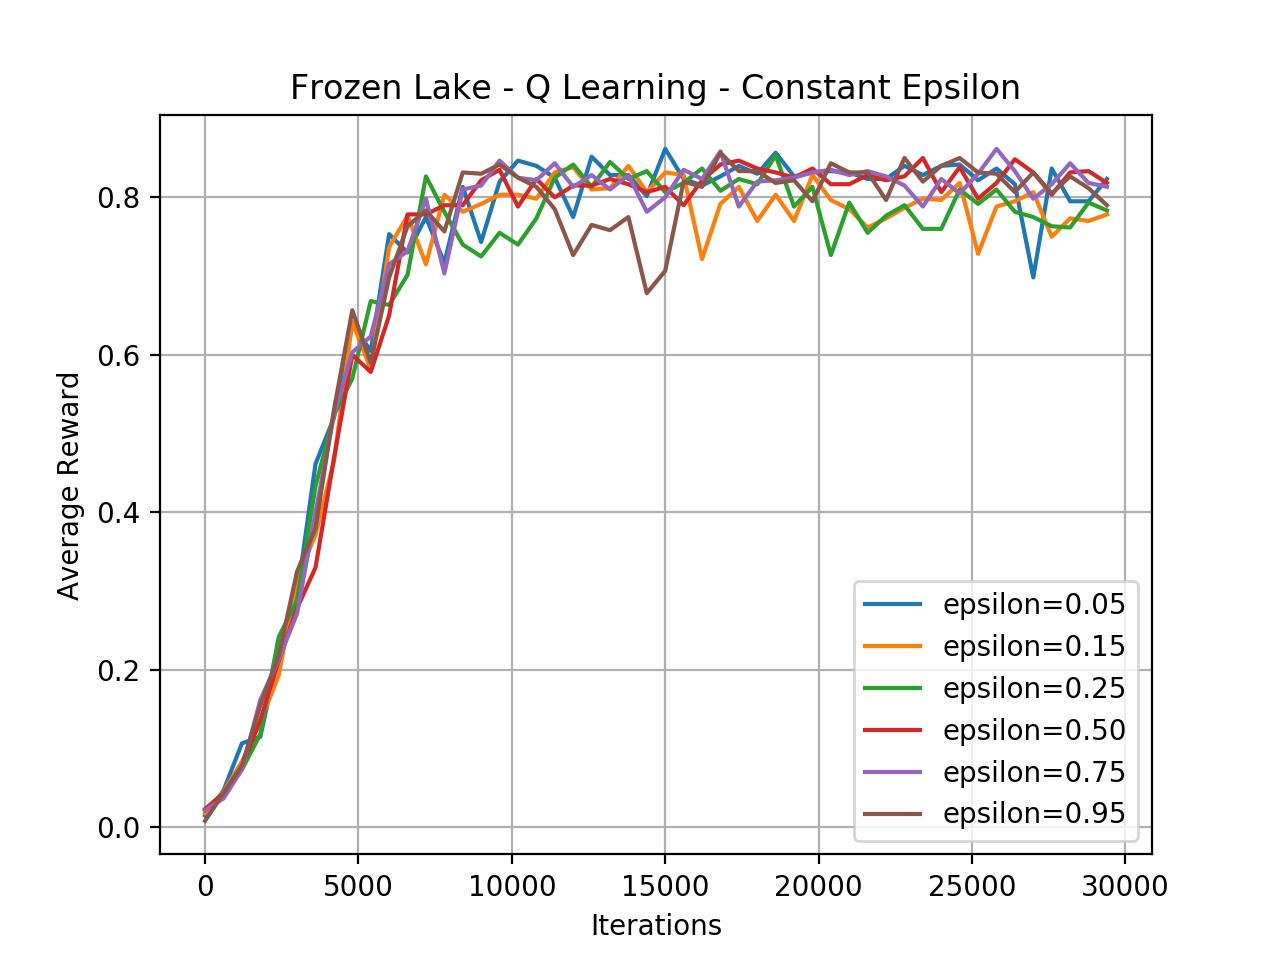 Frozen Lake - Q Learning - Constant Epsilon
Average Reward
0.8
0.6
0.4
0.2
0.0
epsilon=0.05
epsilon=0.15
epsilon=0.25
epsilon=0.50
epsilon=0.75
epsilon=0.95
0 5000 10000 15000 20000 25000 30000
Iterations